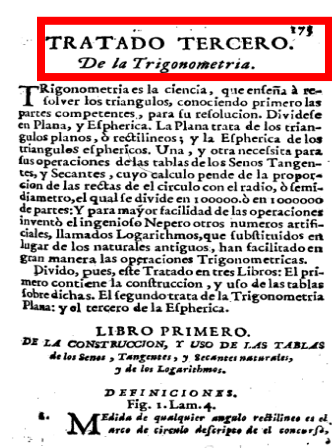 175
TRATADO TERCERO.
De la Trigonometria.
TRigonometria es la ciencia, que enseña à re-
solver los triangulos, conociendo primero las
partes competentes, para su resolucion. Dividese
en Plana, y Espherica. La Plana trata de los trian-
gulos planos, ò rectilineos; y la Espherica de los
triangulos esphericos. Una, y otra necessita para
sus operaciones de las tablas de los Senos Tangen-
tes, y Secantes, cuyo calculo pende de la propor-
cion de las rectas de el circulo con el radio, ò semi-
diametro, el qual se divide en 100000. ò en 1000000
de partes: Y para mayor facilidad de las operaciones
inventò el ingenioso Nepero otros numeros artifi-
ciales, llamados Logarithmos, que substituidos en
lugar de los naturales antiguos, han facilitado en
gran manera las operaciones Trigonometricas.
Divido, pues, este Tratado en tres Libros: El pri-
mero contiene la construccion, y uso de las tablas
sobre dichas. El segundo trata de la Trigonometria
Plana: y el tercero de la Espherica.
LIBRO PRIMERO.
DE LA CONSTRUCCION, Y USO DE LAS TABLAS
de los Senos, Tangentes, y Secantes naturales,
y de los Logarithmos.
DEFINICIONES.
Fig. 1. Lam. 4.
Medida de qualquier angulo rectilineo es el
arco de circulo descripto de el concurso,